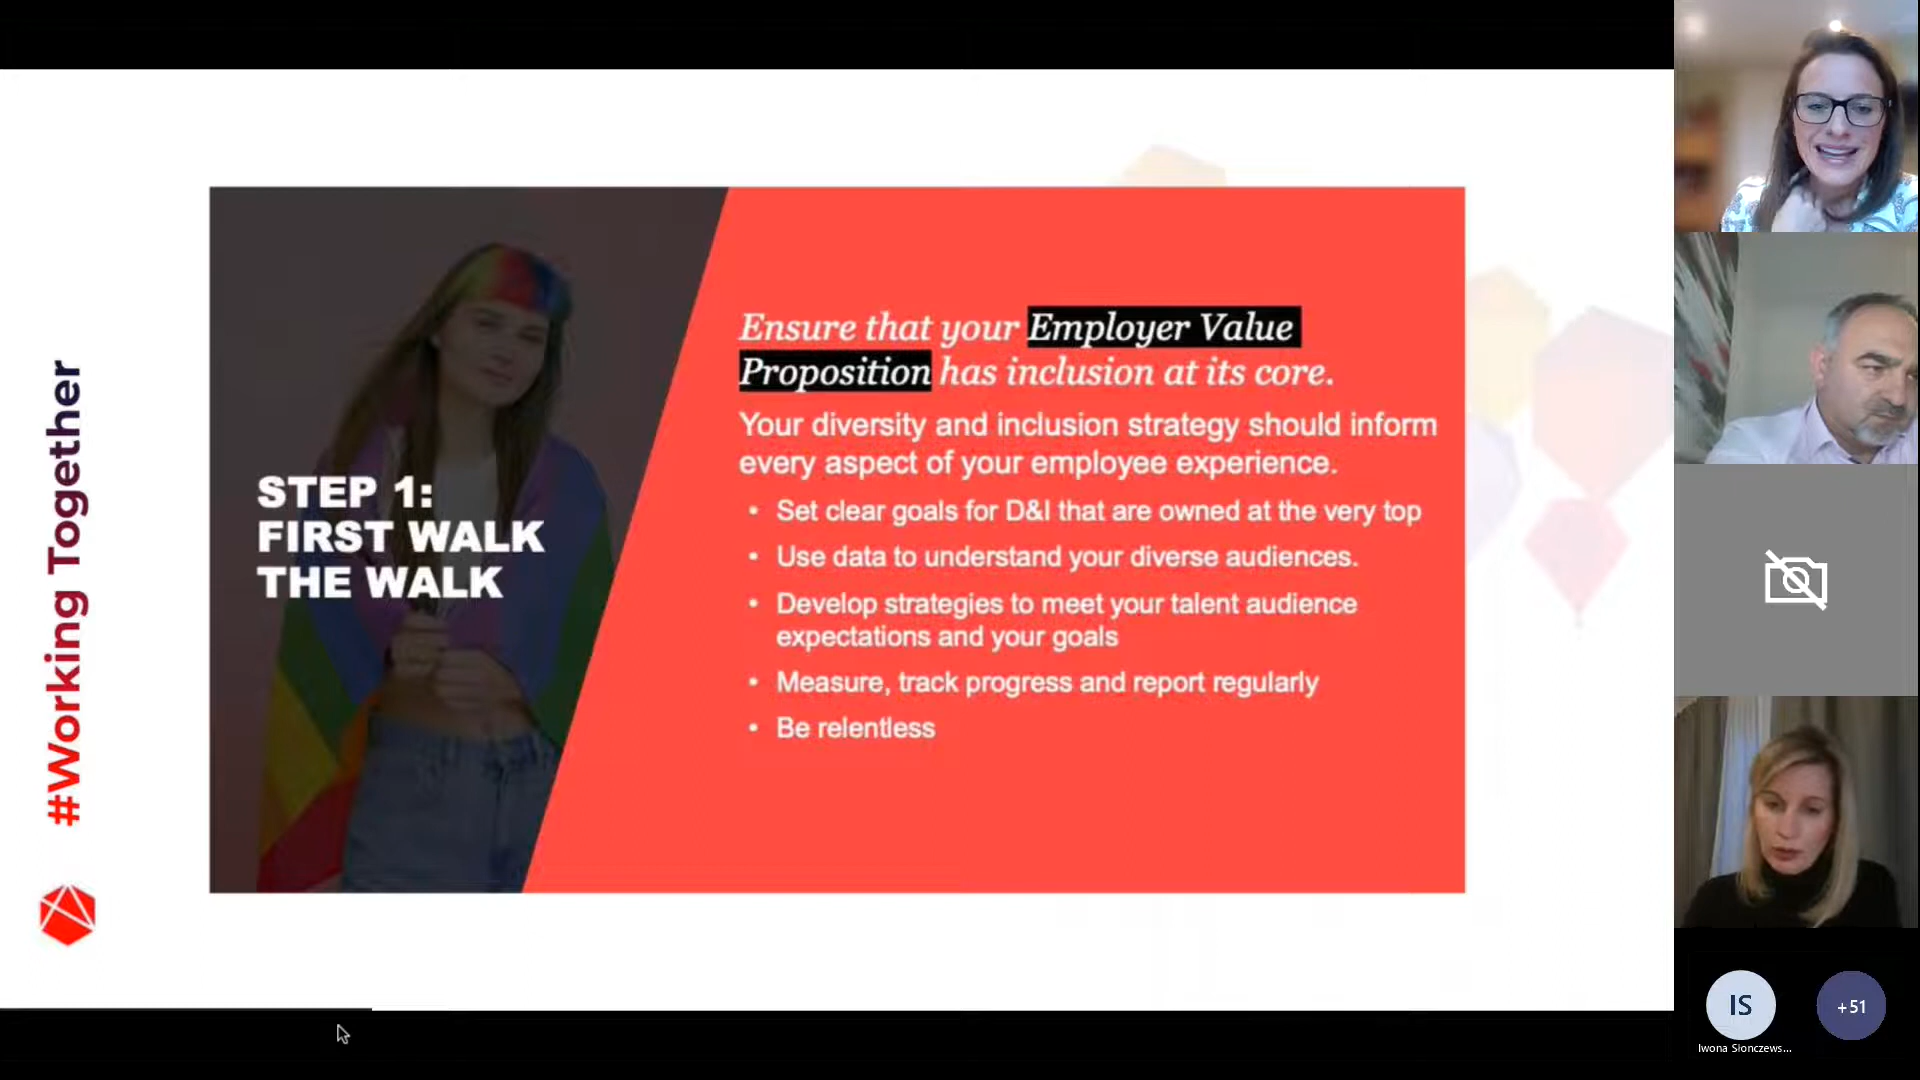 #Working Together
STEP 1:
FIRST WALK
THE WALK
Ensure that your Employer Value
Proposition has inclusion at its core.
Your diversity and inclusion strategy should inform
every aspect of your employee experience.
• Set clear goals for D&I that are owned at the very top
• Use data to understand your diverse audiences.
• Develop strategies to meet your talent audience
expectations and your goals
• Measure, track progress and report regularly
• Be relentless
IS
+51
Iwona Sionczews...